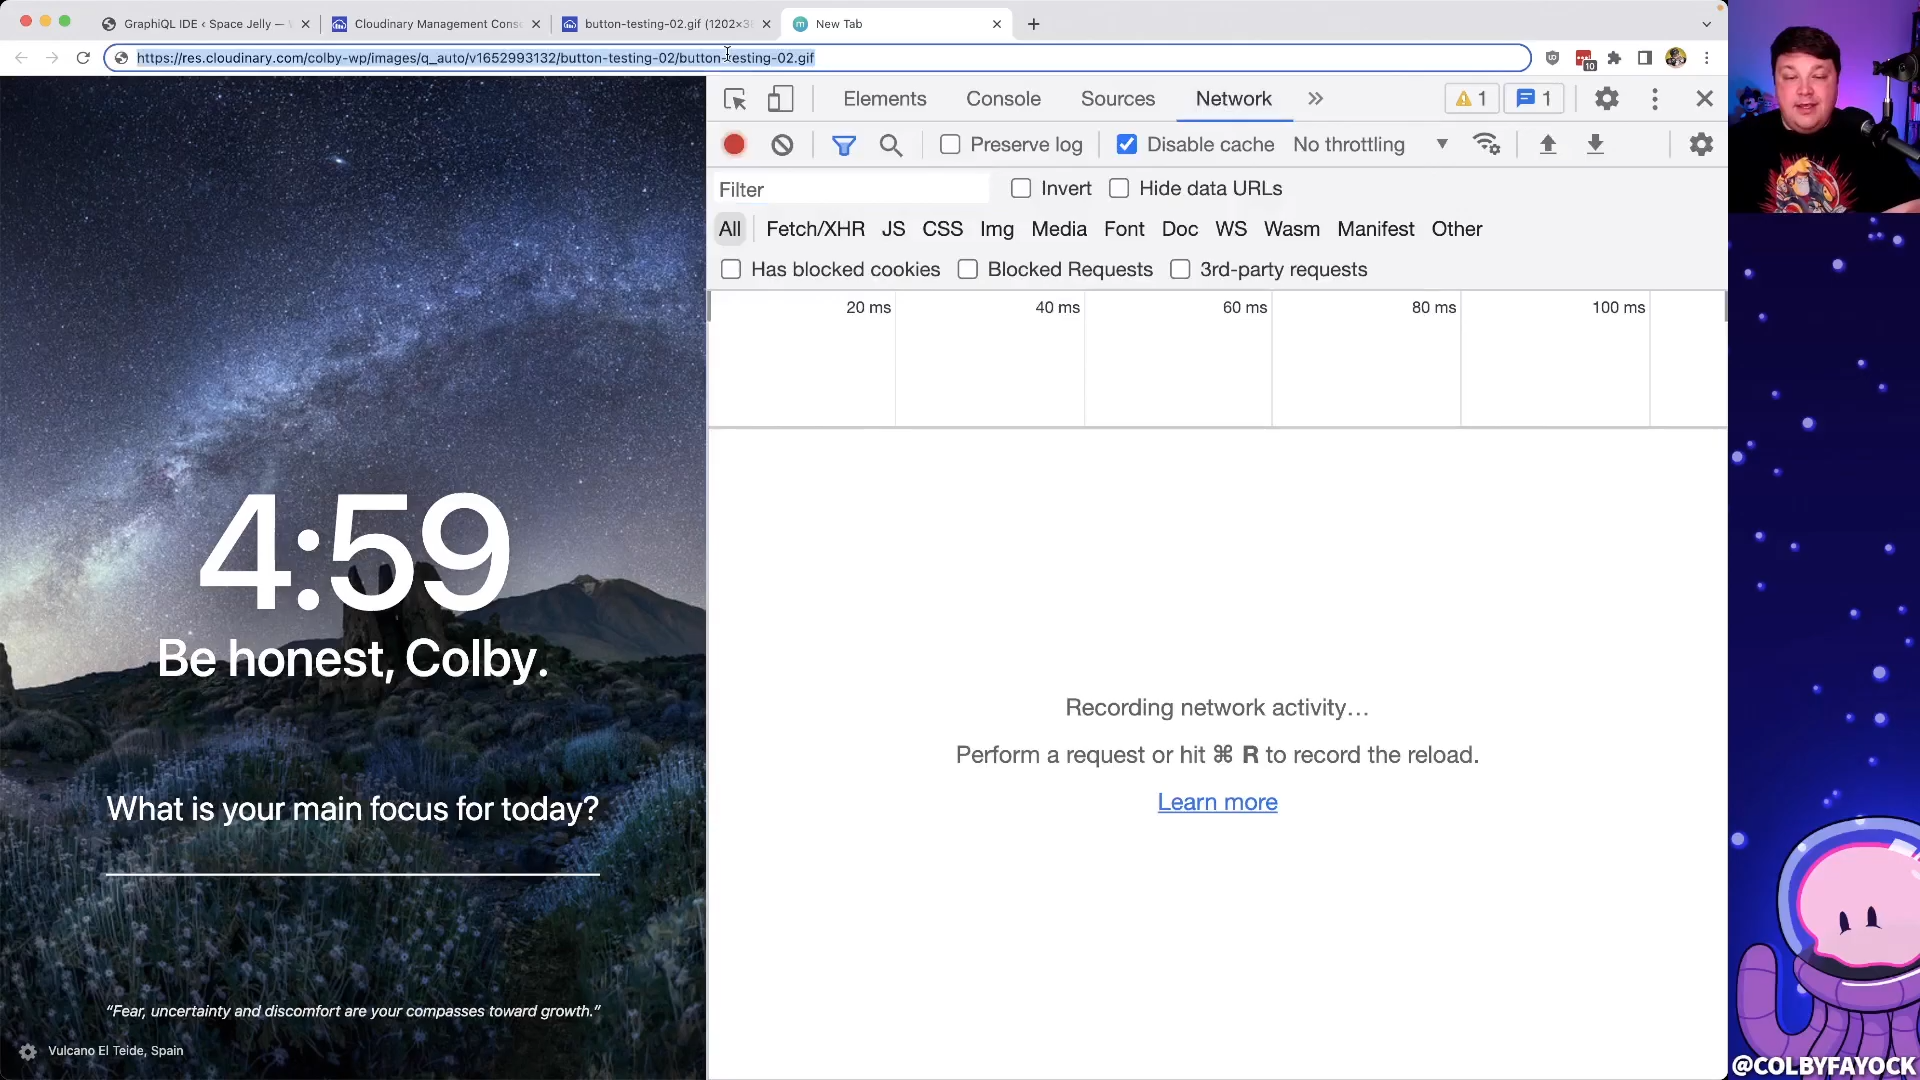 GraphiQL IDE ‹ Space Jelly —
Cloudinary Management Cons
button-testing-02.gif (1202×3
New Tab
https://res.cloudinary.com/colby-wp/images/q_auto/v1652993132/button-testing-02/button-testing-02.gif
10
Elements
Console
Sources
Network
1
1
Preserve log
Disable cache
No throttling
Filter
Invert
Hide data URLs
All
Fetch/XHR
JS
CSS
Img
Media
Font
Doc
WS
Wasm
Manifest
Other
Has blocked cookies
Blocked Requests
3rd-party requests
20 ms
40 ms
60 ms
80 ms
100 ms
4:59
Be honest, Colby.
What is your main focus for today?
“Fear, uncertainty and discomfort are your compasses toward growth.”
Vulcano El Teide, Spain
Recording network activity…
Perform a request or hit ⌘ R to record the reload.
Learn more
@COLBYFAYOCK